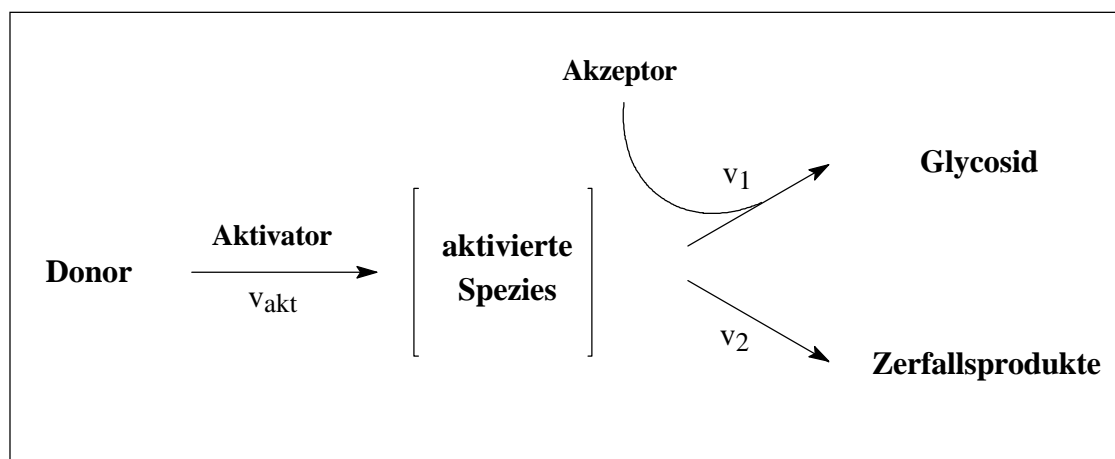 Akzeptor
v1
Glycosid
Aktivator
Donor
vakt
aktivierte
Spezies
v2
Zerfallsprodukte